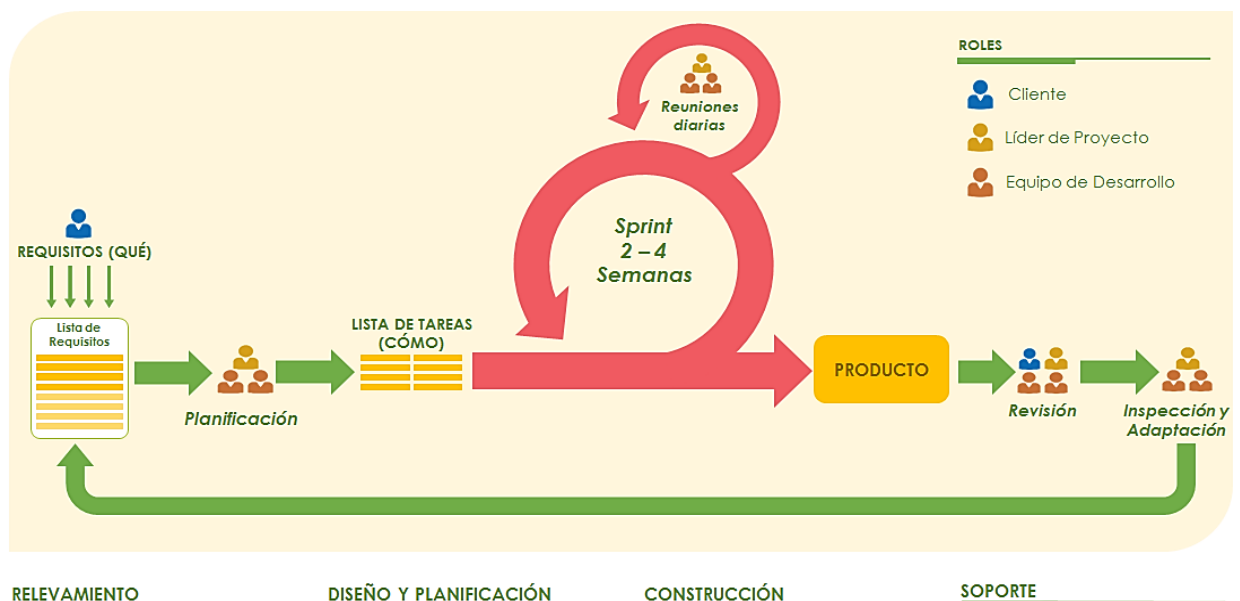 ROLES
Cliente
Líder de Proyecto
Equipo de Desarrollo
Reuniones
diarias
Sprint
2 – 4
Semanas
REQUISITOS (QUÉ)
Lista de
Requisitos
Planificación
LISTA DE TAREAS
(CÓMO)
PRODUCTO
Revisión
Inspección y
Adaptación
RELEVAMIENTO
DISEÑO Y PLANIFICACIÓN
CONSTRUCCIÓN
SOPORTE